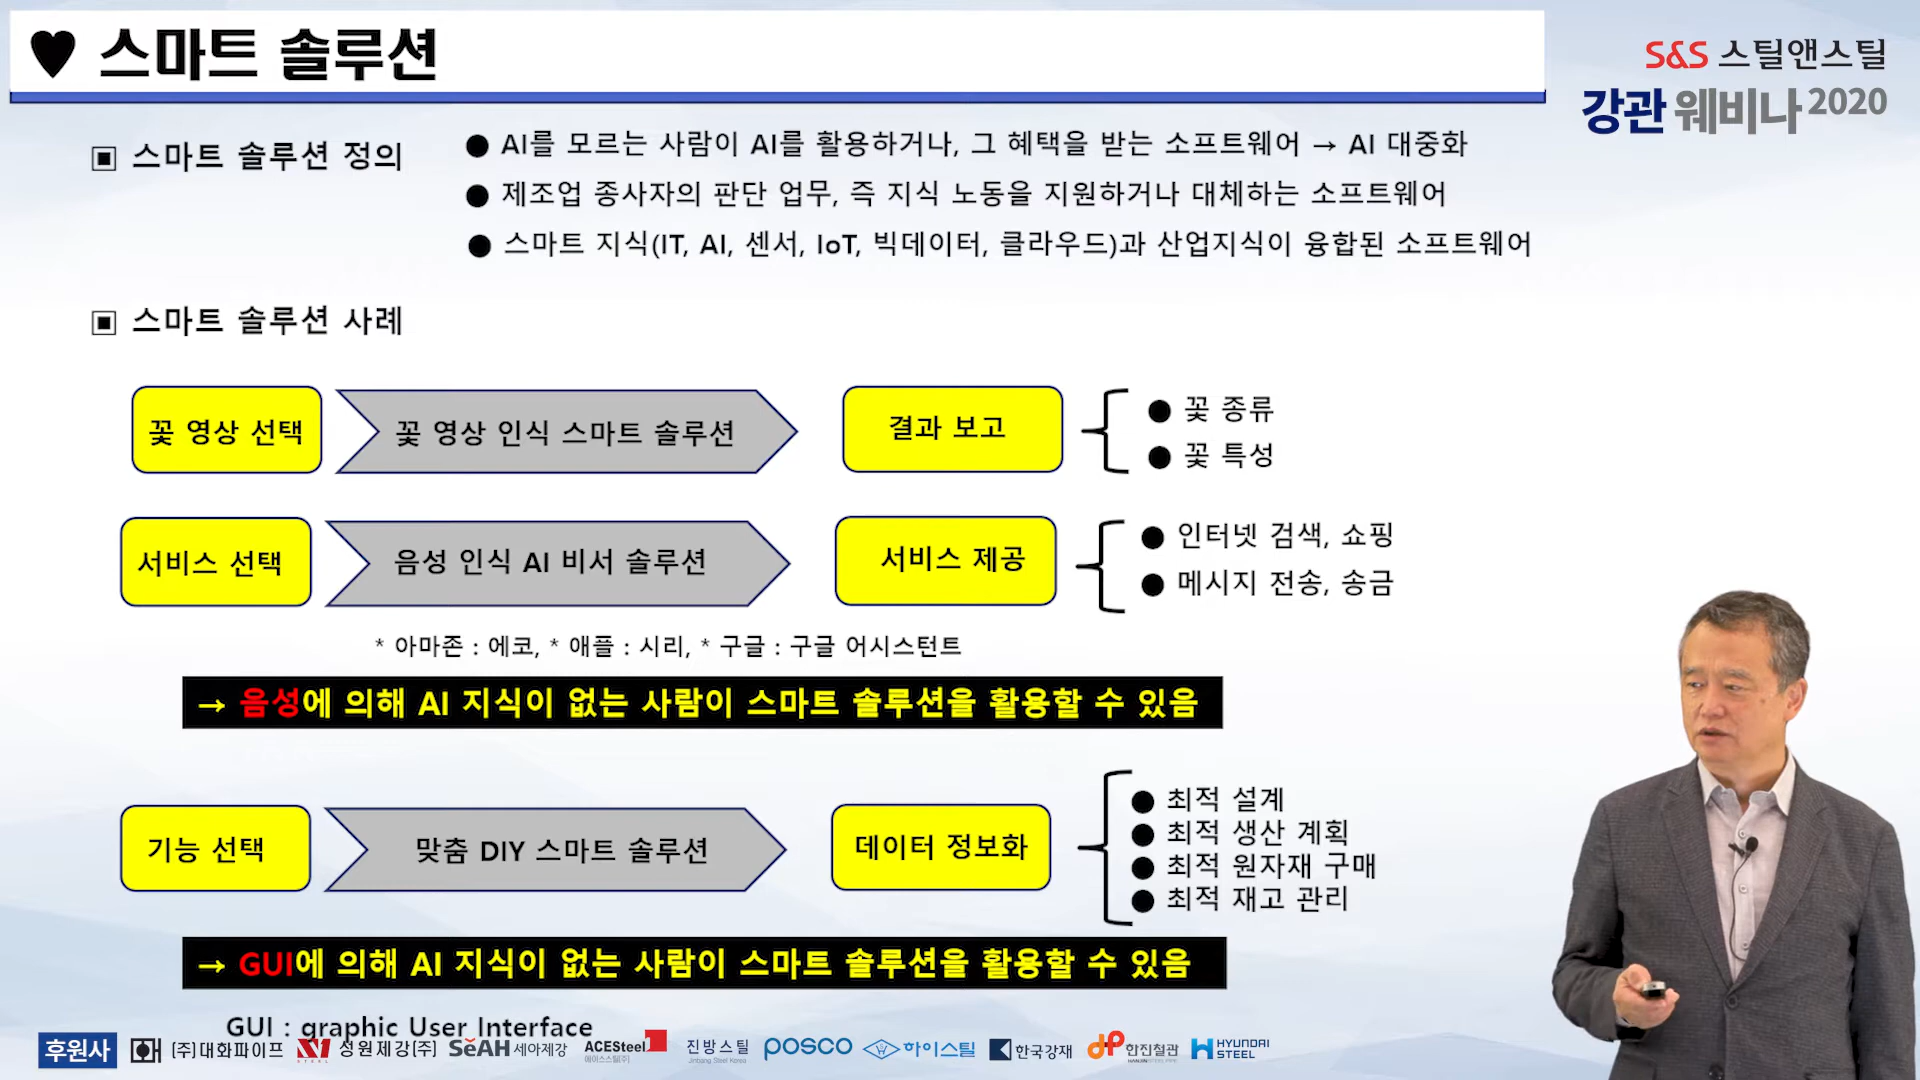 ♥ 스마트 솔루션
S&S 스틸앤스틸
강관 웨비나 2020
▣ 스마트 솔루션 정의
● AI를 모르는 사람이 AI를 활용하거나, 그 혜택을 받는 소프트웨어 → AI 대중화
● 제조업 종사자의 판단 업무, 즉 지식 노동을 지원하거나 대체하는 소프트웨어
● 스마트 지식(IT, AI, 센서, IoT, 빅데이터, 클라우드)과 산업지식이 융합된 소프트웨어
▣ 스마트 솔루션 사례
꽃 영상 선택
꽃 영상 인식 스마트 솔루션
결과 보고
● 꽃 종류
● 꽃 특성
서비스 선택
음성 인식 AI 비서 솔루션
서비스 제공
● 인터넷 검색, 쇼핑
● 메시지 전송, 송금
* 아마존 : 에코, * 애플 : 시리, * 구글 : 구글 어시스턴트
→ 음성에 의해 AI 지식이 없는 사람이 스마트 솔루션을 활용할 수 있음
기능 선택
맞춤 DIY 스마트 솔루션
데이터 정보화
● 최적 설계
● 최적 생산 계획
● 최적 원자재 구매
● 최적 재고 관리
→ GUI에 의해 AI 지식이 없는 사람이 스마트 솔루션을 활용할 수 있음
GUI : graphic User Interface
후원사
(주)대화파이프
성원제강(주)
SeAH 세아제강
ACESteel
에이스스틸(주)
진방스틸
Jinbang Steel Korea
posco
하이스틸
한국강재
한진철관
HYUNDAI
STEEL